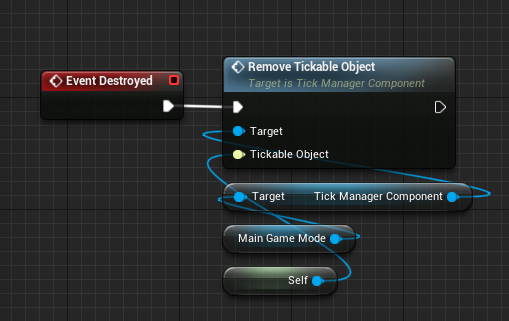 Event Destroyed
Remove Tickable Object
Target is Tick Manager Component
Target
Tickable Object
Target Tick Manager Component
Main Game Mode
Self